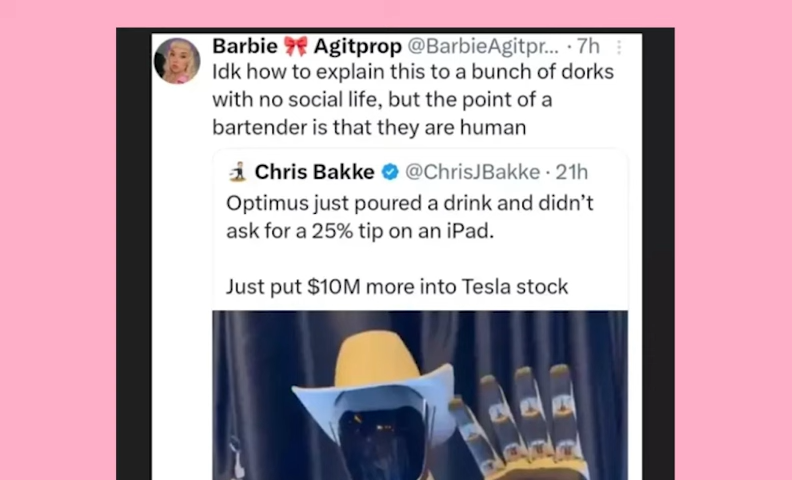 Barbie 🎀 Agitprop @BarbieAgitpr... · 7h
Idk how to explain this to a bunch of dorks
with no social life, but the point of a
bartender is that they are human
Chris Bakke @ChrisJBakke · 21h
Optimus just poured a drink and didn’t
ask for a 25% tip on an iPad.
Just put $10M more into Tesla stock